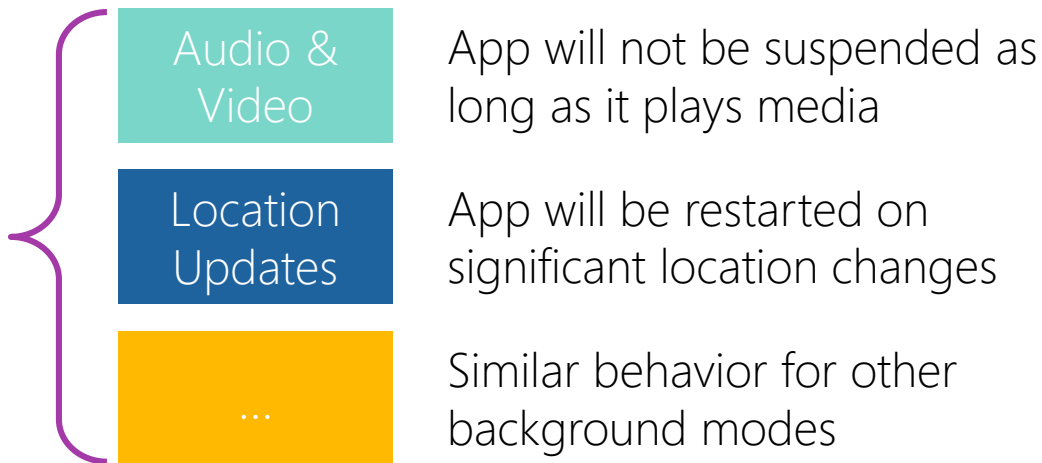 Audio &
Video
App will not be suspended as
long as it plays media
Location
Updates
App will be restarted on
significant location changes
...
Similar behavior for other
background modes